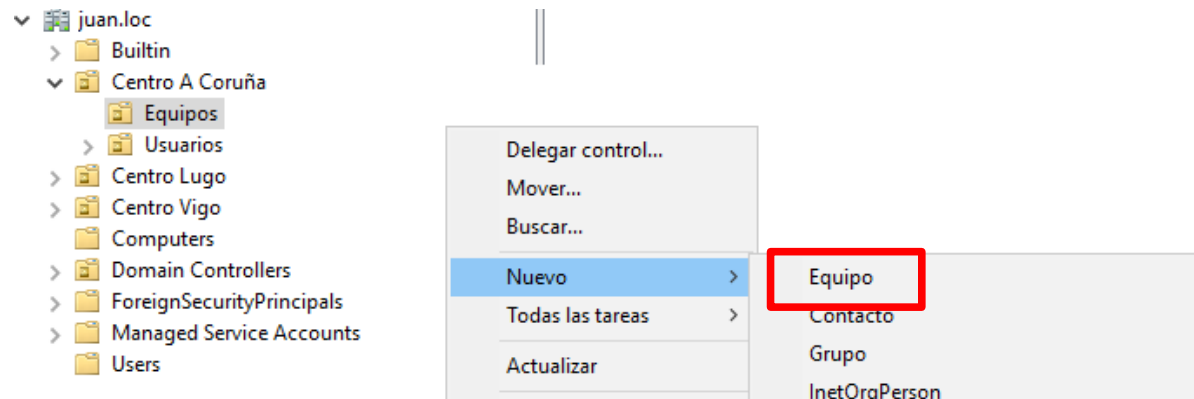 juan.loc
Builtin
Centro A Coruña
Equipos
Usuarios
Centro Lugo
Centro Vigo
Computers
Domain Controllers
ForeignSecurityPrincipals
Managed Service Accounts
Users
Delegar control...
Mover...
Buscar...
Nuevo
Todas las tareas
Actualizar
Equipo
Contacto
Grupo
InetOrgPerson